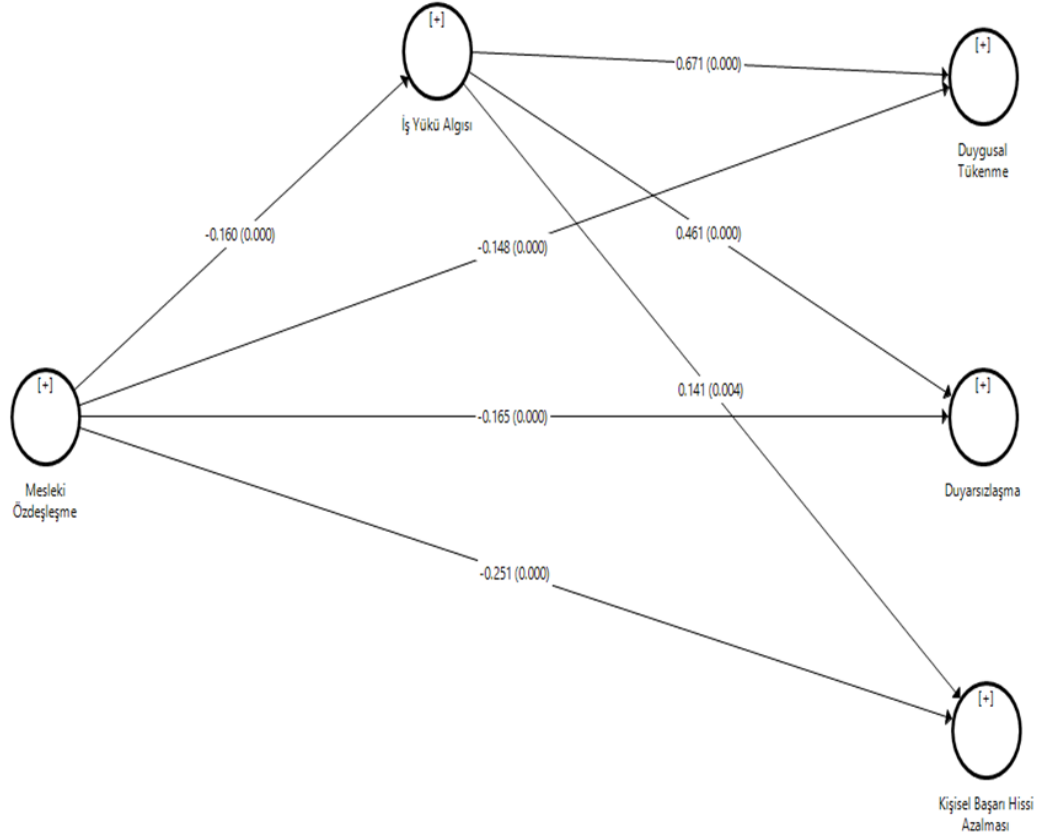 [+]
İş Yükü Algısı
[+]
Duygusal
Tükenme
0.671 (0.000)
-0.160 (0.000)
-0.148 (0.000)
0.461 (0.000)
[+]
Mesleki
Özdeşleşme
0.141 (0.004)
-0.165 (0.000)
[+]
Duyarsızlaşma
-0.251 (0.000)
[+]
Kişisel Başarı Hissi
Azalması